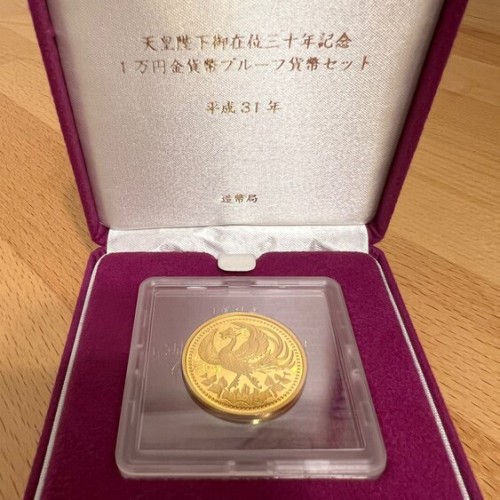 天皇陛下御在位三十年記念
1万円金貨幣プルーフ貨幣セット
平成31年
造幣局